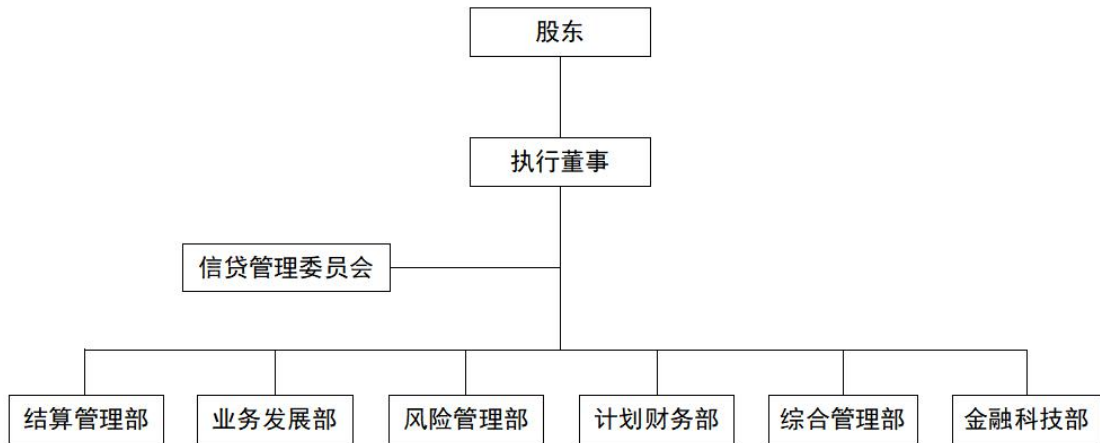 股东
执行董事
信贷管理委员会
结算管理部
业务发展部
风险管理部
计划财务部
综合管理部
金融科技部